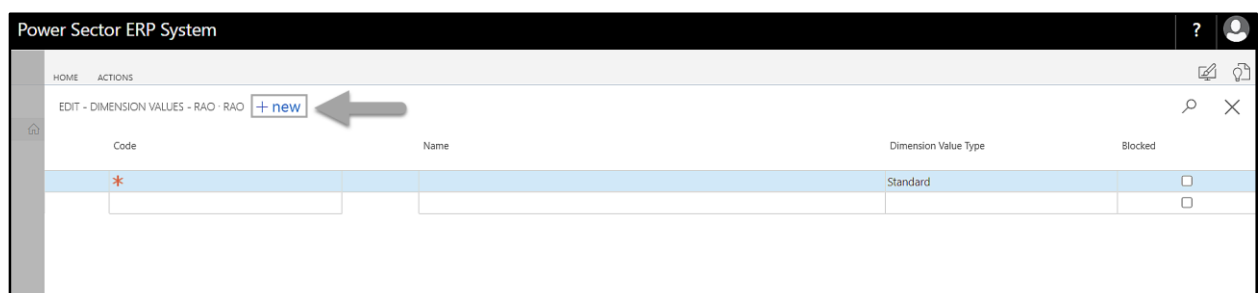 Power Sector ERP System ?
HOME ACTIONS
EDIT - DIMENSION VALUES - RAO · RAO + new
Code Name Dimension Value Type Blocked
* Standard